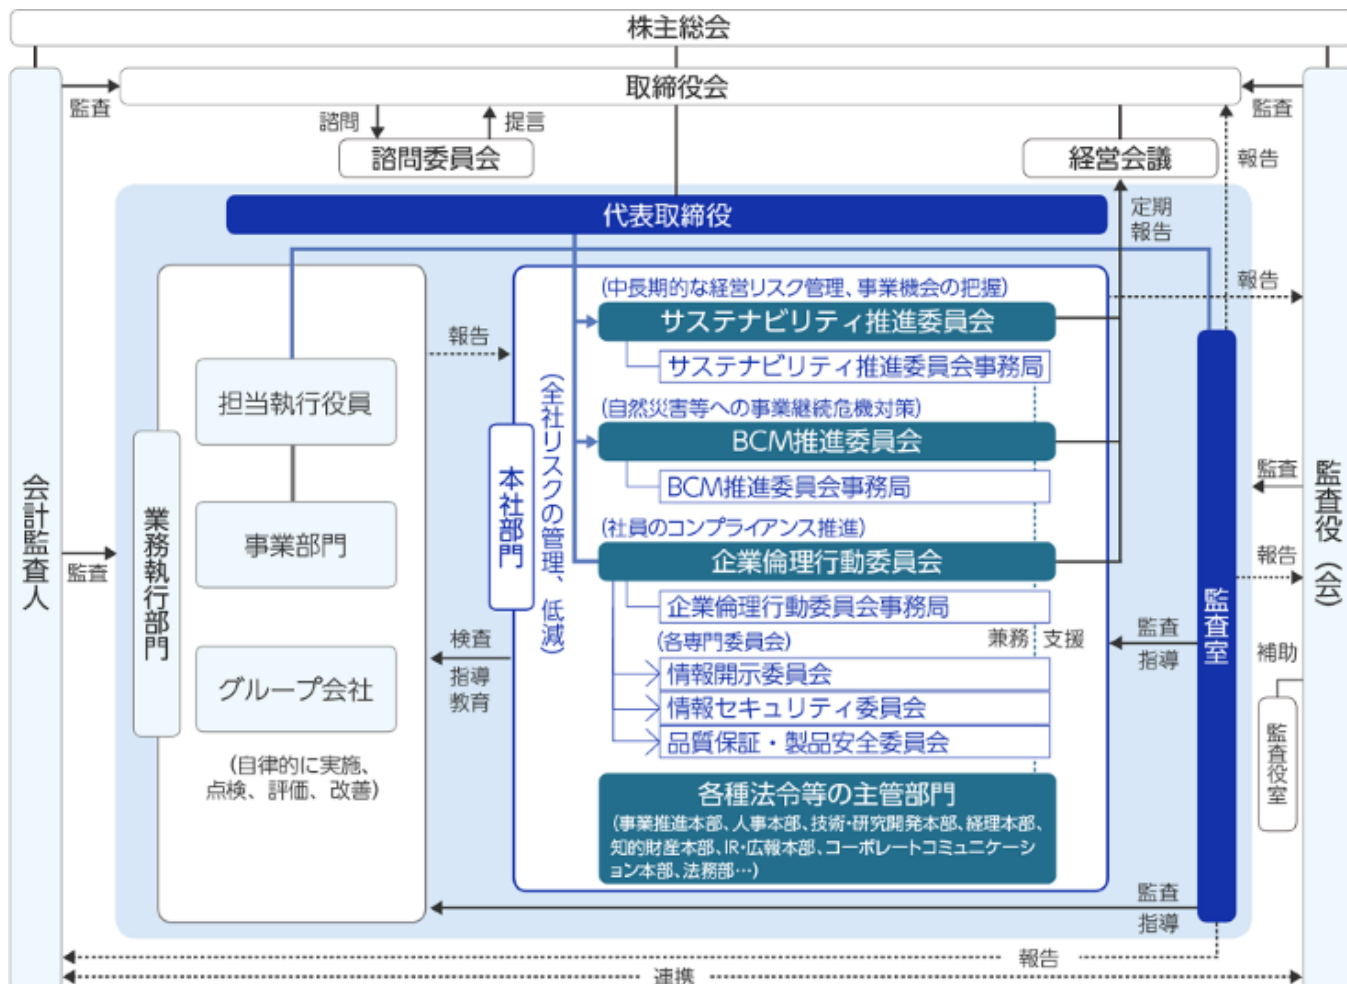 株主総会
取締役会
監査
監査
諮問
提言
諮問委員会
経営会議
報告
代表取締役
定期
報告
(中長期的な経営リスク管理、事業機会の把握)
サステナビリティ推進委員会
サステナビリティ推進委員会事務局
報告
報告
担当執行役員
(自然災害等への事業継続危機対策)
BCM推進委員会
BCM推進委員会事務局
(全社リスクの管理、低減)
本社部門
会計監査人
監査
業務執行部門
事業部門
(社員のコンプライアンス推進)
企業倫理行動委員会
企業倫理行動委員会事務局
監査
報告
監査役(会)
監査室
検査
指導
教育
グループ会社
(各専門委員会)
兼務
支援
監査
指導
補助
監査役室
情報開示委員会
情報セキュリティ委員会
品質保証・製品安全委員会
(自律的に実施、
点検、評価、改善)
各種法令等の主管部門
(事業推進本部、人事本部、技術・研究開発本部、経理本部、
知的財産本部、IR・広報本部、コーポレートコミュニケーシ
ョン本部、法務部…)
監査
指導
報告
連携